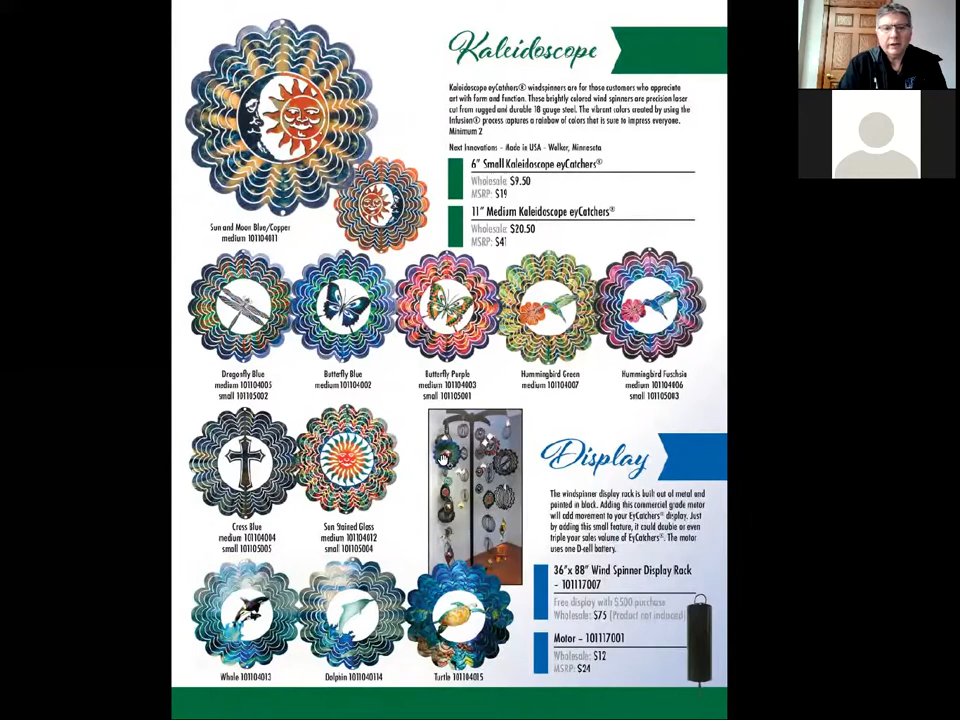 Kaleidoscope
Kaleidoscope eyCatchers® windspinners are for those customers who appreciate
art with form and function. These brightly colored wind spinners are precision laser
cut from rugged and durable 18 gauge steel. The vibrant colors created by using the
Infusion® process captures a rainbow of colors that is sure to impress everyone.
Minimum 2
Next Innovations - Made in USA - Walker, Minnesota
6" Small Kaleidoscope eyCatchers®
Wholesale: $9.50
MSRP: $19
11" Medium Kaleidoscope eyCatchers®
Wholesale: $20.50
MSRP: $41
Sun and Moon Blue/Copper
medium 101104011
Dragonfly Blue
medium 101104005
small 101105002
Butterfly Blue
medium 101104002
Butterfly Purple
medium 101104003
small 101105001
Hummingbird Green
medium 101104007
Hummingbird Fuschsia
medium 101104006
small 101105003
Cross Blue
medium 101104004
small 101105005
Sun Stained Glass
medium 101104012
small 101105004
Display
The windspinner display rack is built out of metal and
painted in black. Adding this commercial grade motor
will add movement to your EyCatchers® display. Just
by adding this small feature, it could double or even
triple your sales volume of EyCatchers®. The motor
uses one D-cell battery.
36"x 88" Wind Spinner Display Rack
- 101117007
Free display with $500 purchase
Wholesale: $75 (Product not included)
Motor - 101117001
Wholesale: $12
MSRP: $24
Whale 101104013
Dolphin 1011040114
Turtle 101104015